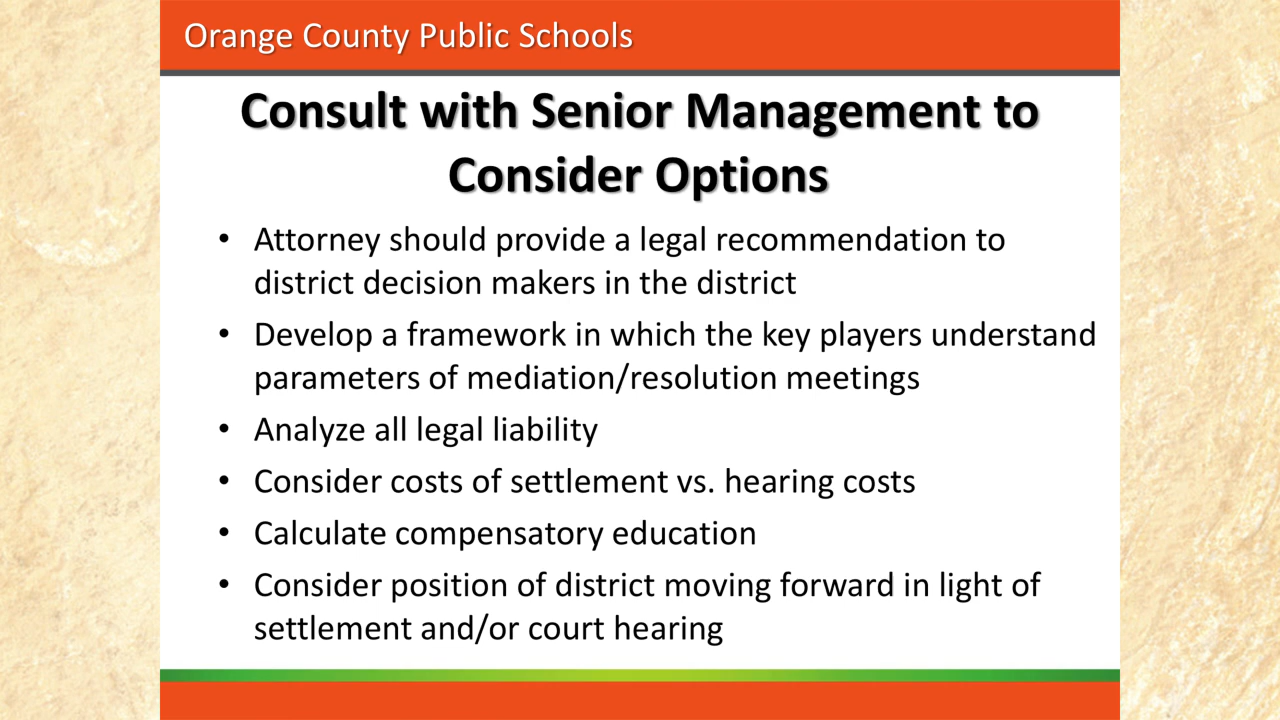 Orange County Public Schools
Consult with Senior Management to
Consider Options
• Attorney should provide a legal recommendation to
district decision makers in the district
• Develop a framework in which the key players understand
parameters of mediation/resolution meetings
• Analyze all legal liability
• Consider costs of settlement vs. hearing costs
• Calculate compensatory education
• Consider position of district moving forward in light of
settlement and/or court hearing